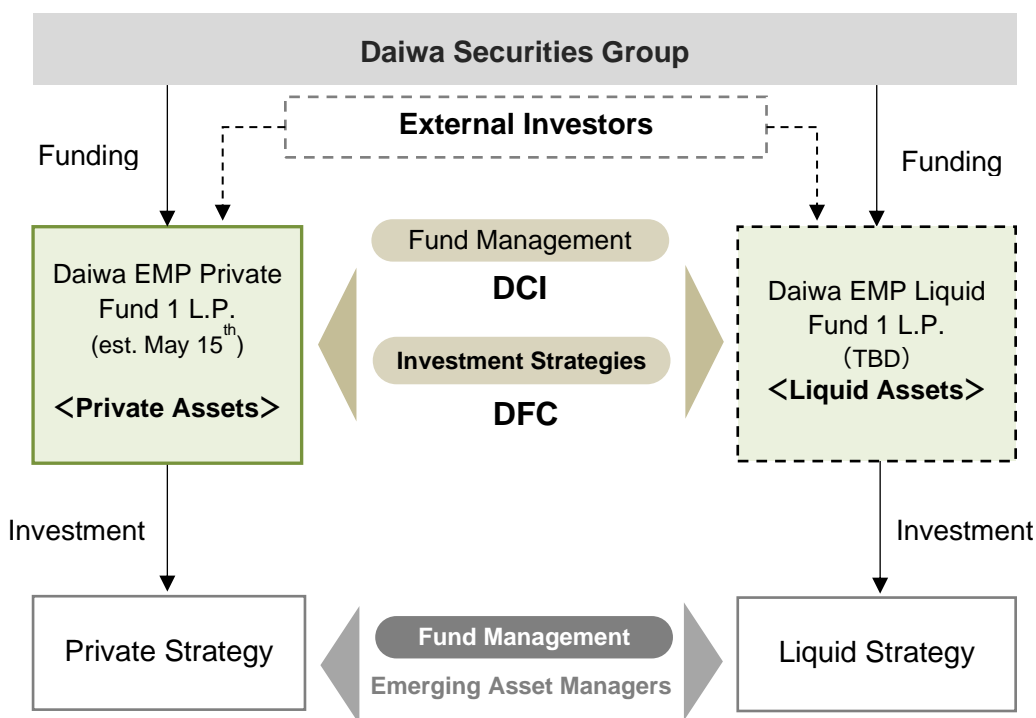 Daiwa Securities Group
External Investors
Funding
Funding
Daiwa EMP Private
Fund 1 L.P.
(est. May 15th)
＜Private Assets＞
Fund Management
DCI
Investment Strategies
DFC
Daiwa EMP Liquid
Fund 1 L.P.
（TBD）
＜Liquid Assets＞
Investment
Investment
Private Strategy
Fund Management
Emerging Asset Managers
Liquid Strategy